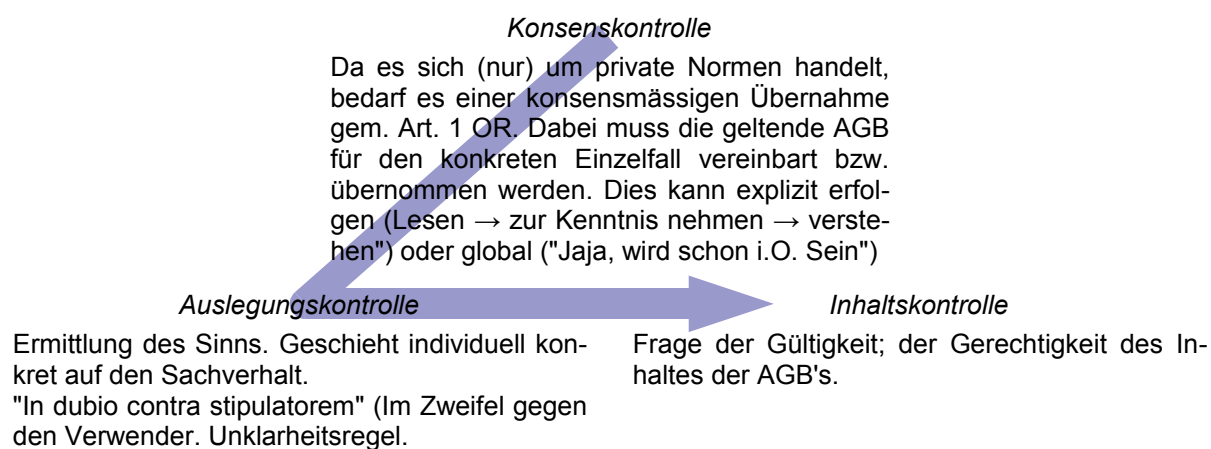 Konsenskontrolle
Da es sich (nur) um private Normen handelt,
bedarf es einer konsensmässigen Übernahme
gem. Art. 1 OR. Dabei muss die geltende AGB
für den konkreten Einzelfall vereinbart bzw.
übernommen werden. Dies kann explizit erfol-
gen (Lesen → zur Kenntnis nehmen → verste-
hen") oder global ("Jaja, wird schon i.O. Sein")
Auslegungskontrolle
Ermittlung des Sinns. Geschieht individuell kon-
kret auf den Sachverhalt.
"In dubio contra stipulatorem" (Im Zweifel gegen
den Verwender. Unklarheitsregel.
Inhaltskontrolle
Frage der Gültigkeit; der Gerechtigkeit des In-
haltes der AGB's.